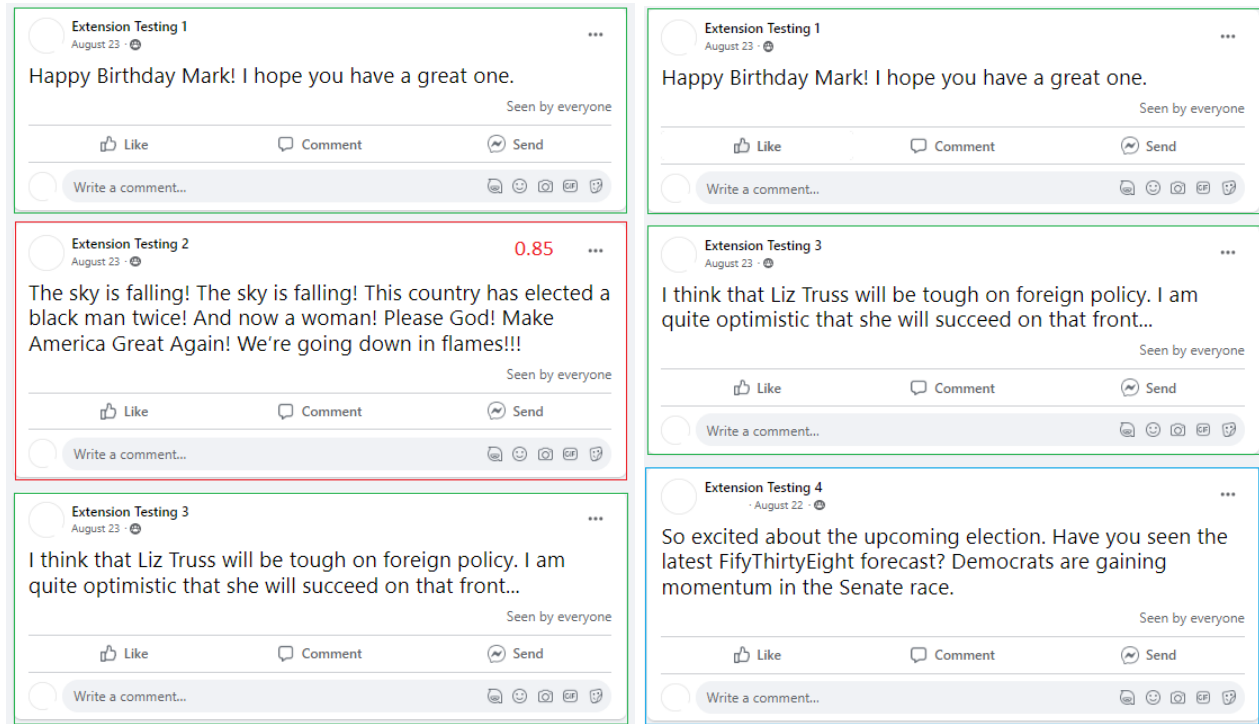 Extension Testing 1
August 23 ·
Happy Birthday Mark! I hope you have a great one.
Seen by everyone
Like Comment Send
Write a comment... GIF
Extension Testing 2
August 23 ·
0.85
The sky is falling! The sky is falling! This country has elected a
black man twice! And now a woman! Please God! Make
America Great Again! We're going down in flames!!!
Seen by everyone
Like Comment Send
Write a comment... GIF
Extension Testing 3
August 23 ·
I think that Liz Truss will be tough on foreign policy. I am
quite optimistic that she will succeed on that front...
Seen by everyone
Like Comment Send
Write a comment... GIF
Extension Testing 1
August 23 ·
Happy Birthday Mark! I hope you have a great one.
Seen by everyone
Like Comment Send
Write a comment... GIF
Extension Testing 3
August 23 ·
I think that Liz Truss will be tough on foreign policy. I am
quite optimistic that she will succeed on that front...
Seen by everyone
Like Comment Send
Write a comment... GIF
Extension Testing 4
· August 22 ·
So excited about the upcoming election. Have you seen the
latest FifyThirtyEight forecast? Democrats are gaining
momentum in the Senate race.
Seen by everyone
Like Comment Send
Write a comment... GIF